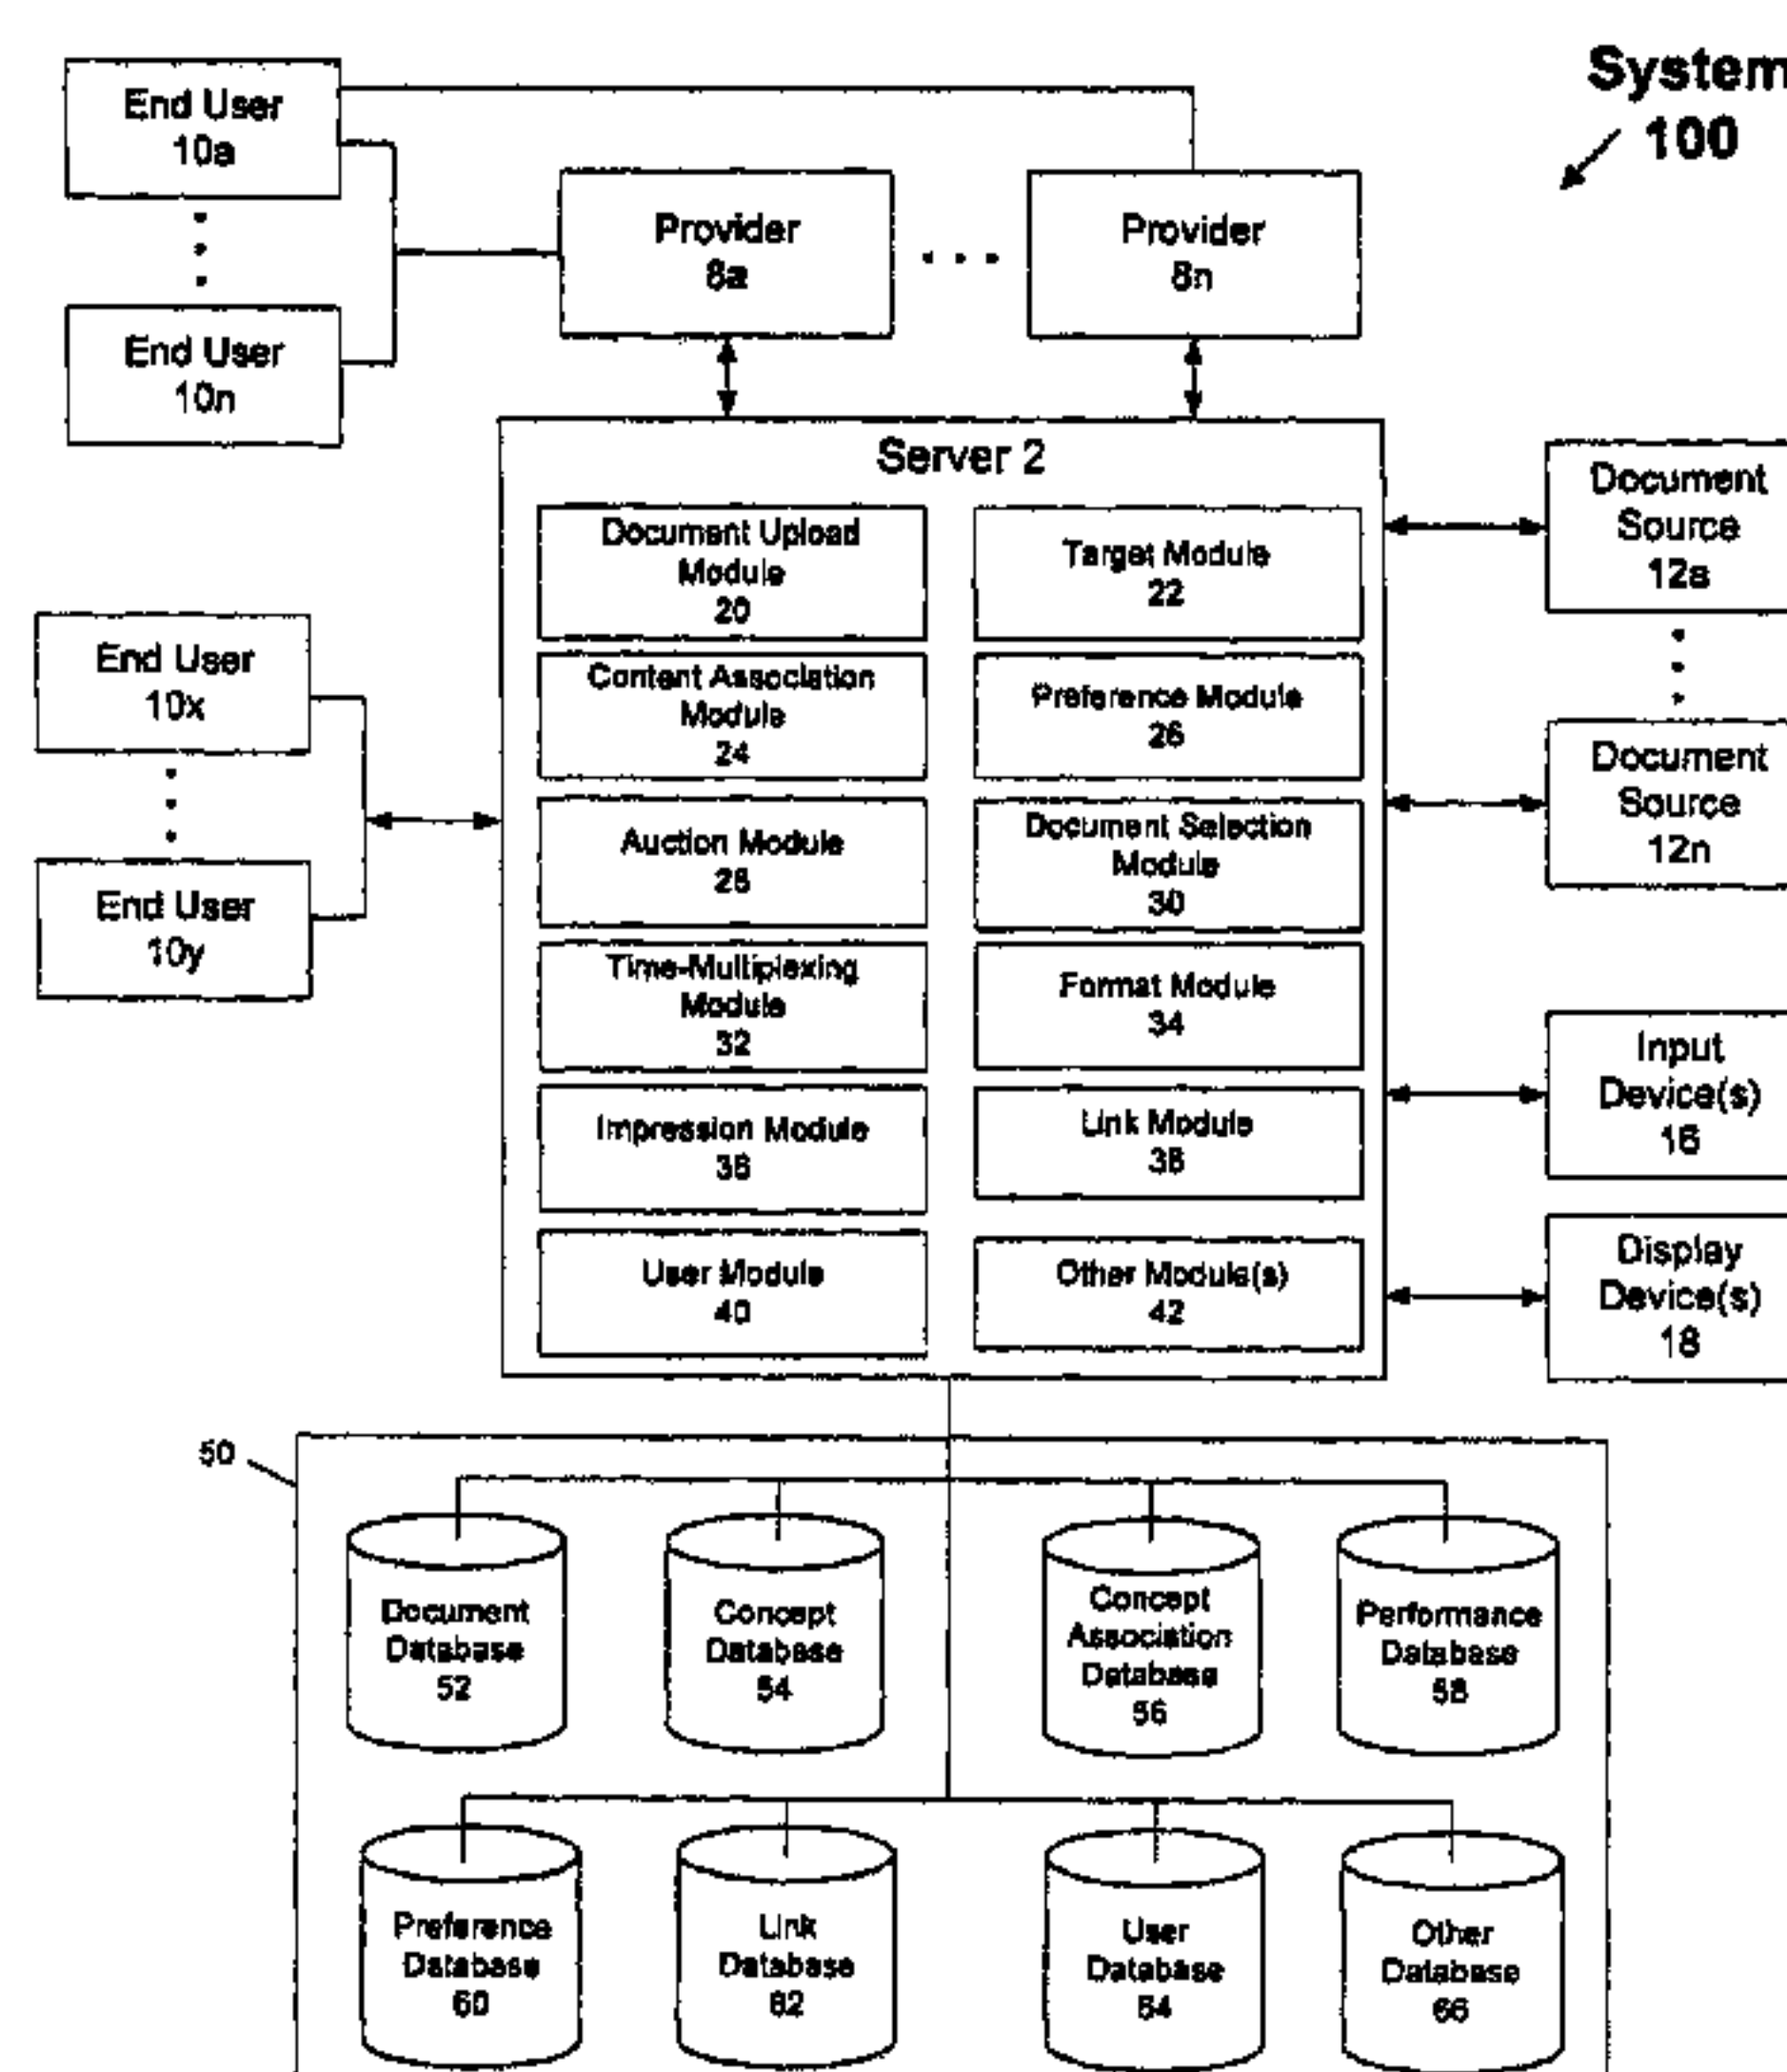 System
100
End User
10a
Provider
8a
Provider
8n
End User
10n
Server 2
Document Upload
Module
20
Target Module
22
Document
Source
12a
Content Association
Module
24
Preference Module
26
End User
10x
Document
Source
12n
Auction Module
28
Document Selection
Module
30
End User
10y
Time-Multiplexing
Module
32
Format Module
34
Input
Device(s)
16
Impression Module
36
Link Module
38
Display
Device(s)
18
User Module
40
Other Module(s)
42
50
Document
Database
52
Concept
Database
54
Concept
Association
Database
56
Performance
Database
58
Preference
Database
60
Link
Database
62
User
Database
64
Other
Database
66